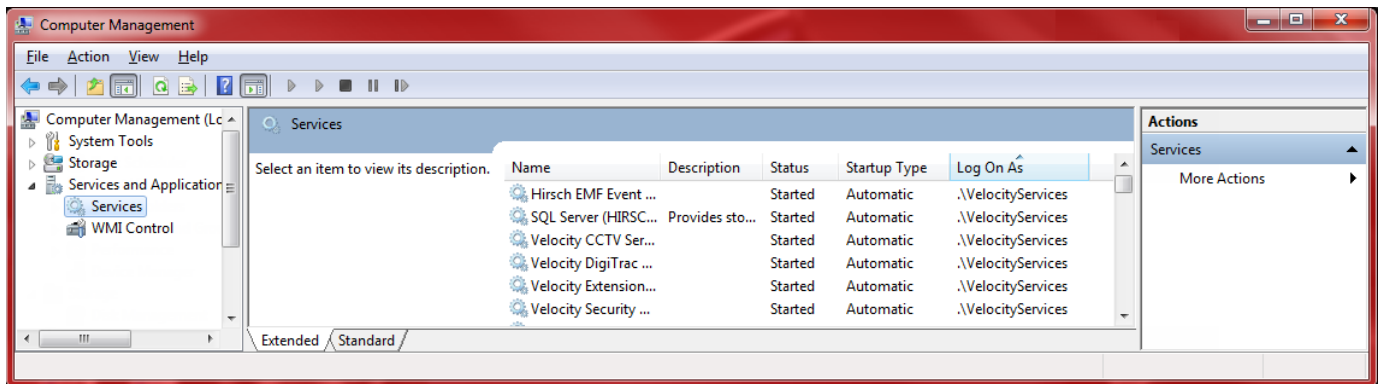 Computer Management
File Action View Help
Computer Management (Lc
System Tools
Storage
Services and Application
Services
WMI Control
Services
Select an item to view its description.
Name Description Status Startup Type Log On As
Hirsch EMF Event ... Started Automatic .\VelocityServices
SQL Server (HIRSC... Provides sto... Started Automatic .\VelocityServices
Velocity CCTV Ser... Started Automatic .\VelocityServices
Velocity DigiTrac ... Started Automatic .\VelocityServices
Velocity Extension... Started Automatic .\VelocityServices
Velocity Security ... Started Automatic .\VelocityServices
Extended Standard
Actions
Services
More Actions